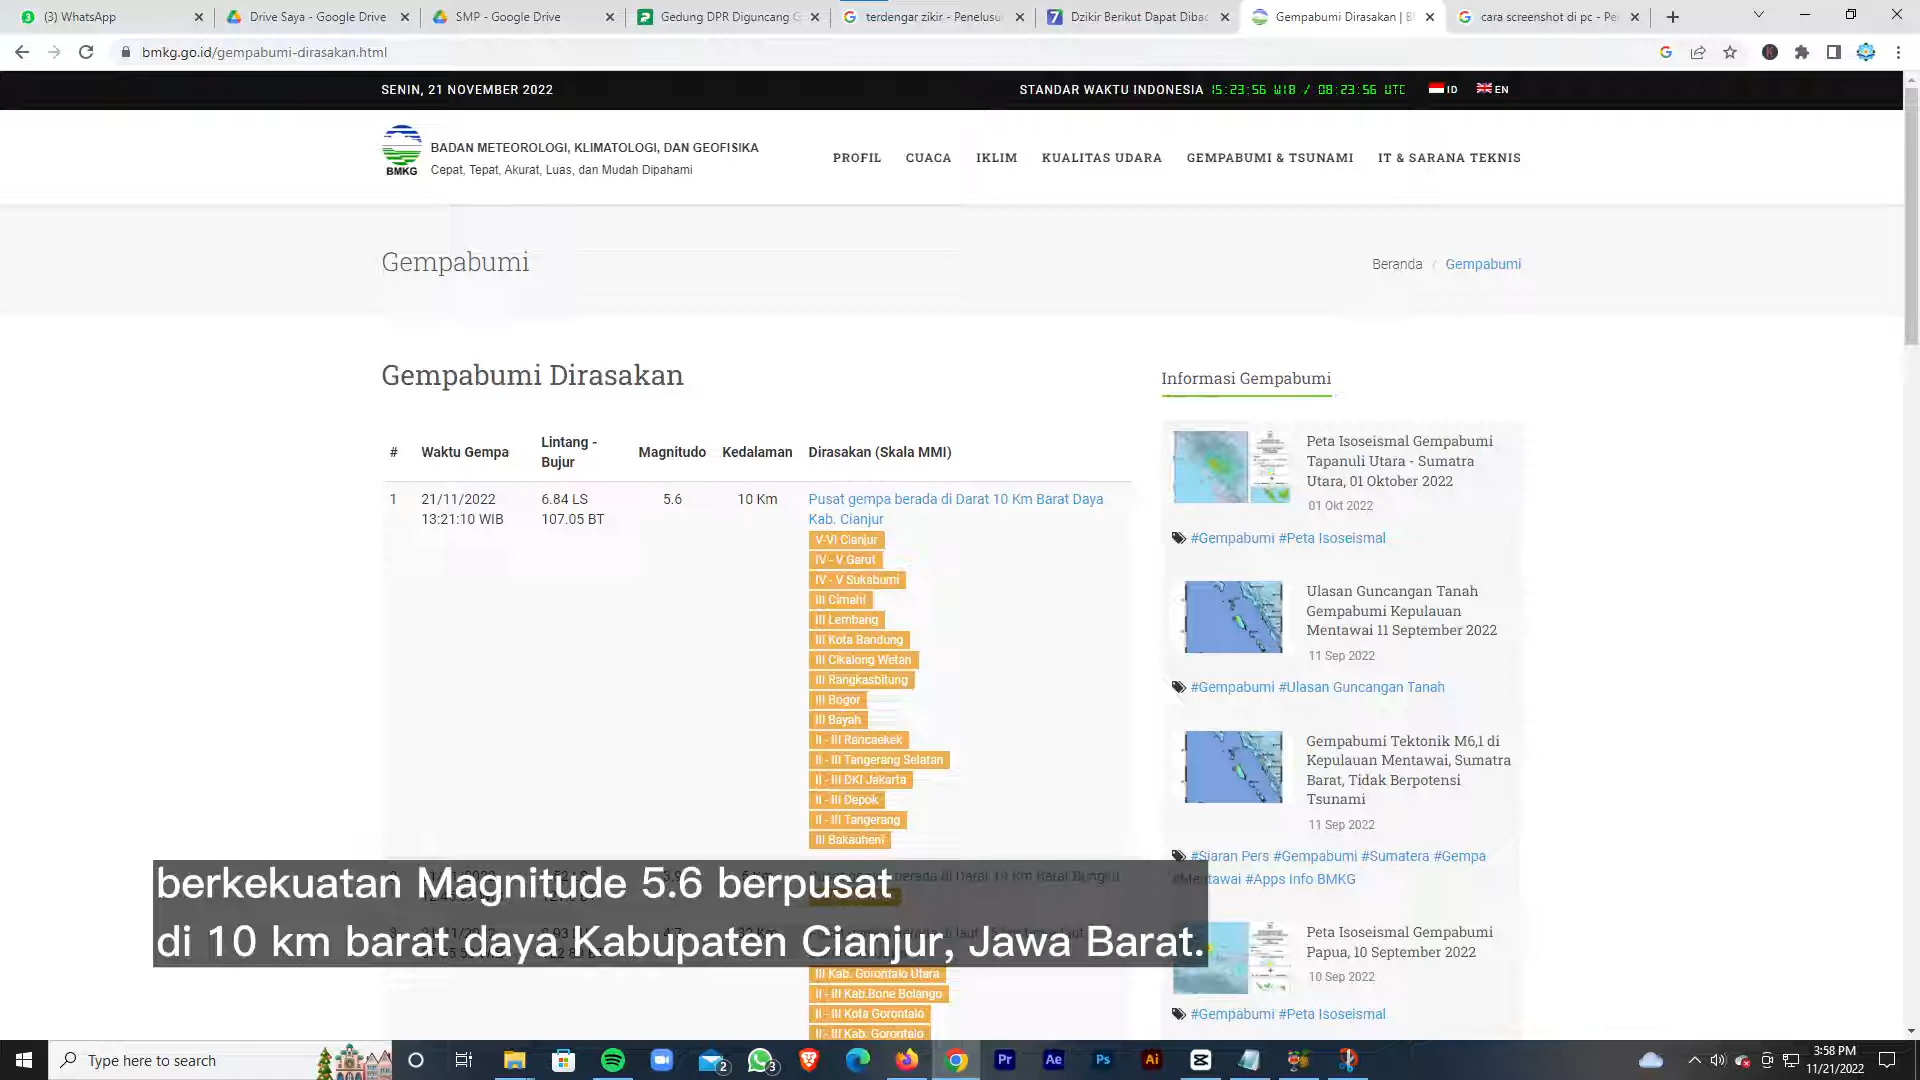 (3) WhatsApp
Drive Saya - Google Drive
SMP - Google Drive
Gedung DPR Diguncang G
terdengar zikir - Penelusu
Dzikir Berikut Dapat Dibac
Gempabumi Dirasakan | B
cara screenshot di pc - Pe
bmkg.go.id/gempabumi-dirasakan.html
SENIN, 21 NOVEMBER 2022
STANDAR WAKTU INDONESIA 15:23:56 WIB / 08:23:56 UTC
ID
EN
BMKG
BADAN METEOROLOGI, KLIMATOLOGI, DAN GEOFISIKA
Cepat, Tepat, Akurat, Luas, dan Mudah Dipahami
PROFIL
CUACA
IKLIM
KUALITAS UDARA
GEMPABUMI & TSUNAMI
IT & SARANA TEKNIS
Gempabumi
Beranda / Gempabumi
Gempabumi Dirasakan
# Waktu Gempa Lintang - Bujur Magnitudo Kedalaman Dirasakan (Skala MMI)
1 21/11/2022 6.84 LS 5.6 10 Km Pusat gempa berada di Darat 10 Km Barat Daya
13:21:10 WIB 107.05 BT Kab. Cianjur
V-VI Cianjur
IV - V Garut
IV - V Sukabumi
III Cimahi
III Lembang
III Kota Bandung
III Cikalong Wetan
III Rangkasbitung
III Bogor
III Bayah
II - III Rancaekek
II - III Tangerang Selatan
II - III DKI Jakarta
II - III Depok
II - III Tangerang
III Bakauheni
berkekuatan Magnitude 5.6 berpusat
di 10 km barat daya Kabupaten Cianjur, Jawa Barat.
III Kab. Gorontalo Utara
II - III Kab.Bone Bolango
II - III Kota Gorontalo
II - III Kab. Gorontalo
Informasi Gempabumi
Peta Isoseismal Gempabumi
Tapanuli Utara - Sumatra
Utara, 01 Oktober 2022
01 Okt 2022
#Gempabumi #Peta Isoseismal
Ulasan Guncangan Tanah
Gempabumi Kepulauan
Mentawai 11 September 2022
11 Sep 2022
#Gempabumi #Ulasan Guncangan Tanah
Gempabumi Tektonik M6,1 di
Kepulauan Mentawai, Sumatra
Barat, Tidak Berpotensi
Tsunami
11 Sep 2022
#Siaran Pers #Gempabumi #Sumatera #Gempa
#Mentawai #Apps Info BMKG
Peta Isoseismal Gempabumi
Papua, 10 September 2022
10 Sep 2022
#Gempabumi #Peta Isoseismal
Type here to search
2
3
Pr
Ae
Ps
Ai
3:58 PM
11/21/2022